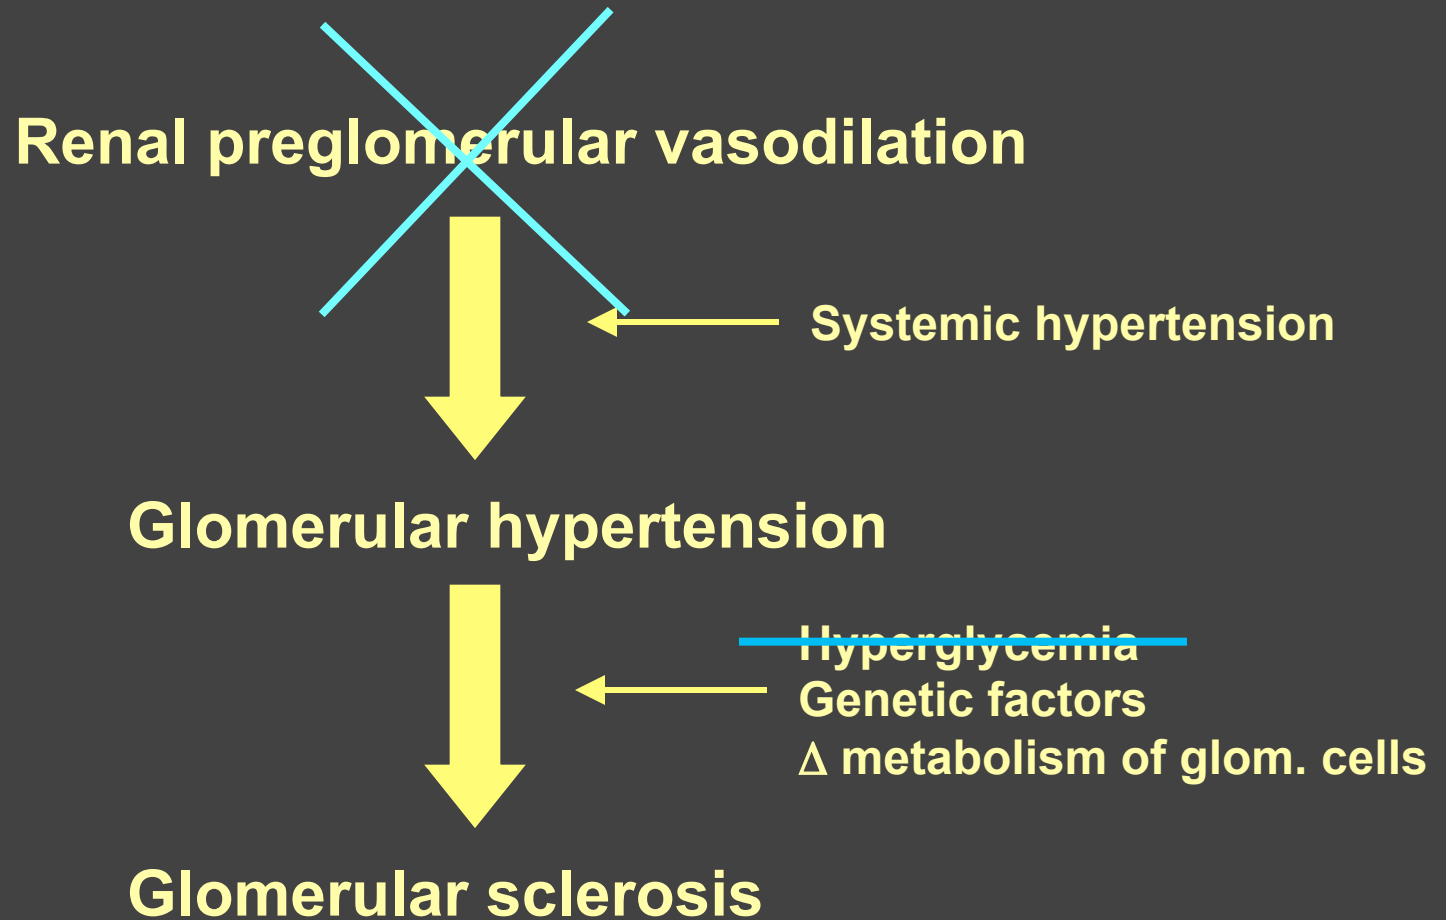 Renal preglomerular vasodilation
Systemic hypertension
Glomerular hypertension
Hyperglycemia
Genetic factors
Δ metabolism of glom. cells
Glomerular sclerosis